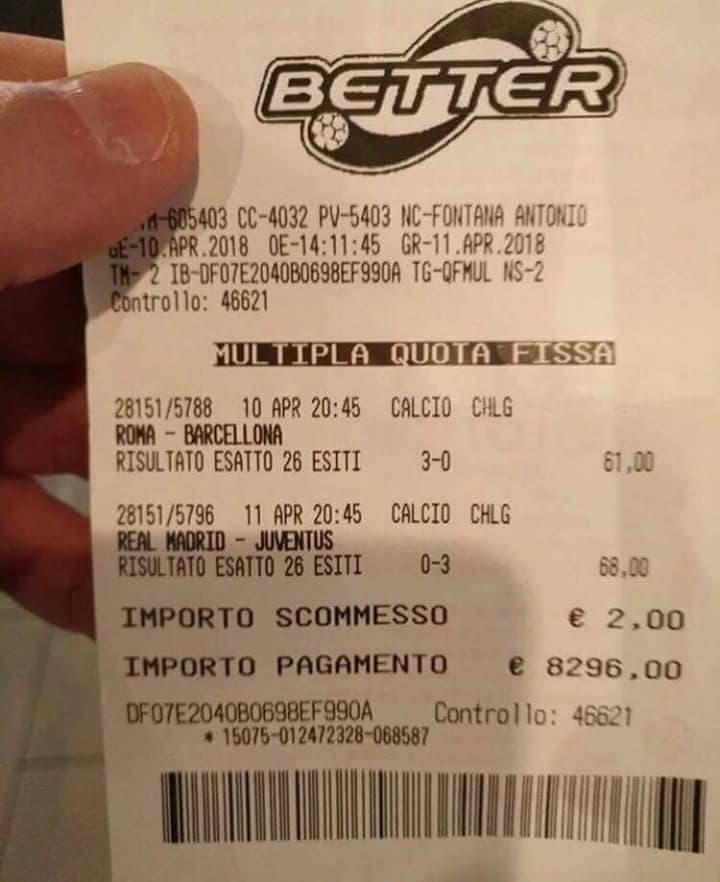 BETTER
-605403 CC-4032 PV-5403 NC-FONTANA ANTONIO
GE-10.APR.2018 OE-14:11:45 GR-11.APR.2018
TM- 2 IB-DF07E2040B0698EF990A TG-QFMUL NS-2
Controllo: 46621
MULTIPLA QUOTA FISSA
28151/5788 10 APR 20:45 CALCIO CHLG
ROMA - BARCELLONA
RISULTATO ESATTO 26 ESITI 3-0 61,00
28151/5796 11 APR 20:45 CALCIO CHLG
REAL MADRID - JUVENTUS
RISULTATO ESATTO 26 ESITI 0-3 68,00
IMPORTO SCOMMESSO € 2,00
IMPORTO PAGAMENTO € 8296,00
DF07E2040B0698EF990A Controllo: 46621
* 15075-012472328-068587